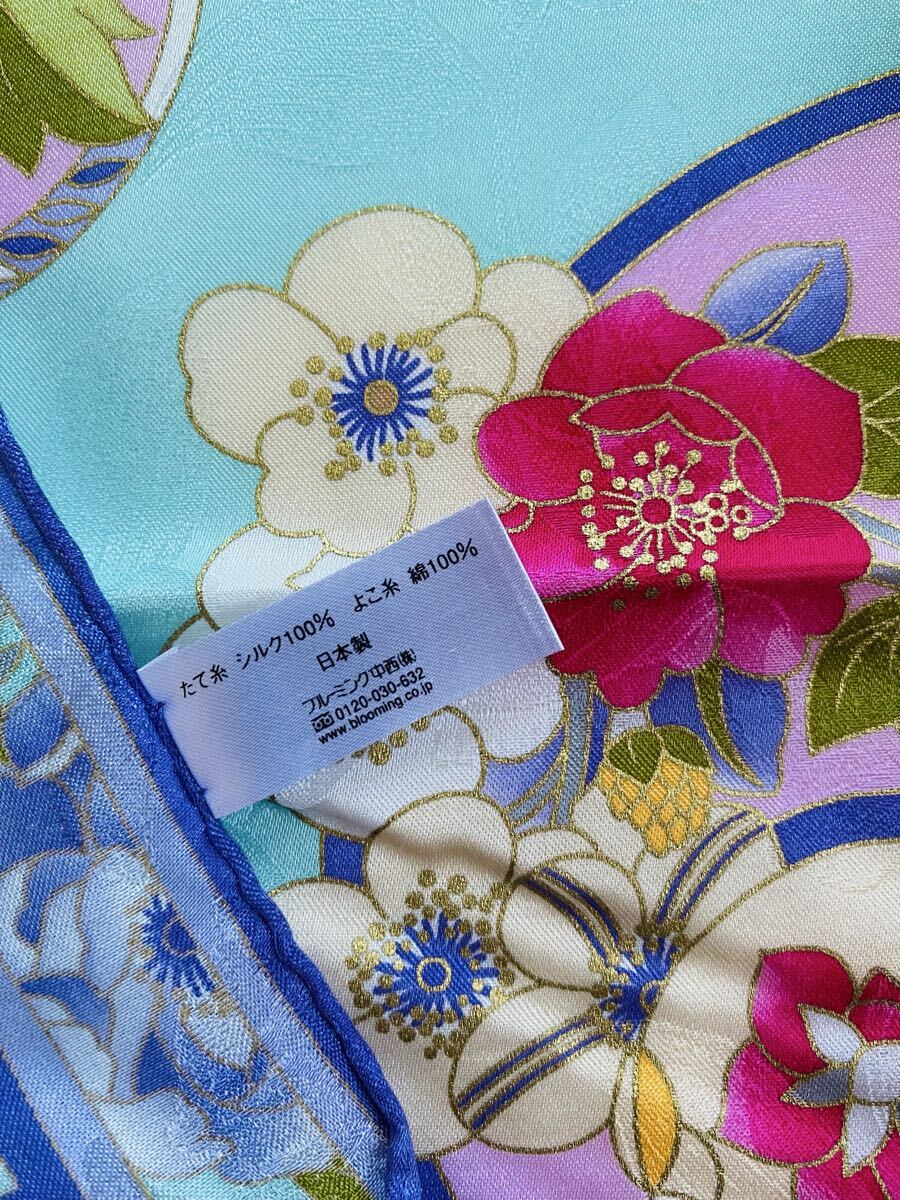 たて糸 シルク100% よこ糸 綿100%
日本製
ブルーミング中西㈱
0120-030-632
www.blooming.co.jp